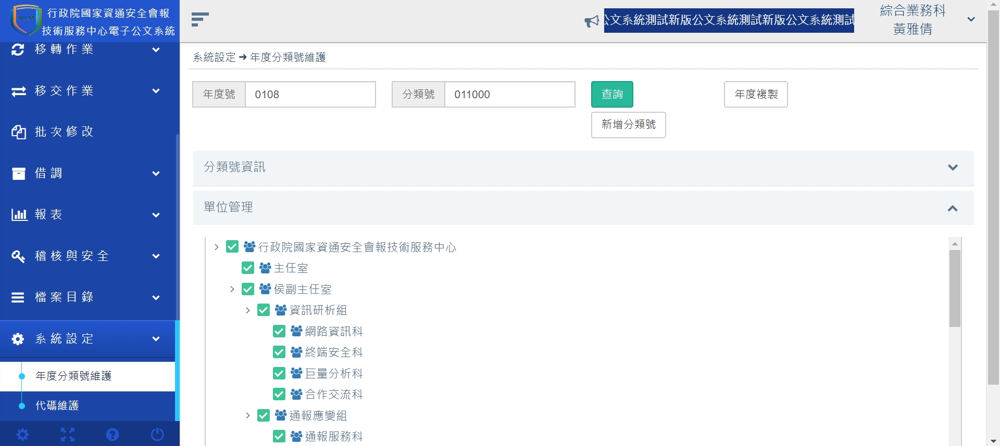 NCCST
行政院國家資通安全會報
技術服務中心電子公文系統
移轉作業
移交作業
批次修改
借調
報表
稽核與安全
檔案目錄
系統設定
年度分類號維護
代碼維護
公文系統測試新版公文系統測試新版公文系統測試
綜合業務科
黃雅倩
系統設定➜年度分類號維護
年度號 0108 分類號 011000 查詢 年度複製
新增分類號
分類號資訊
單位管理
行政院國家資通安全會報技術服務中心
主任室
侯副主任室
資訊研析組
網路資訊科
終端安全科
巨量分析科
合作交流科
通報應變組
通報服務科